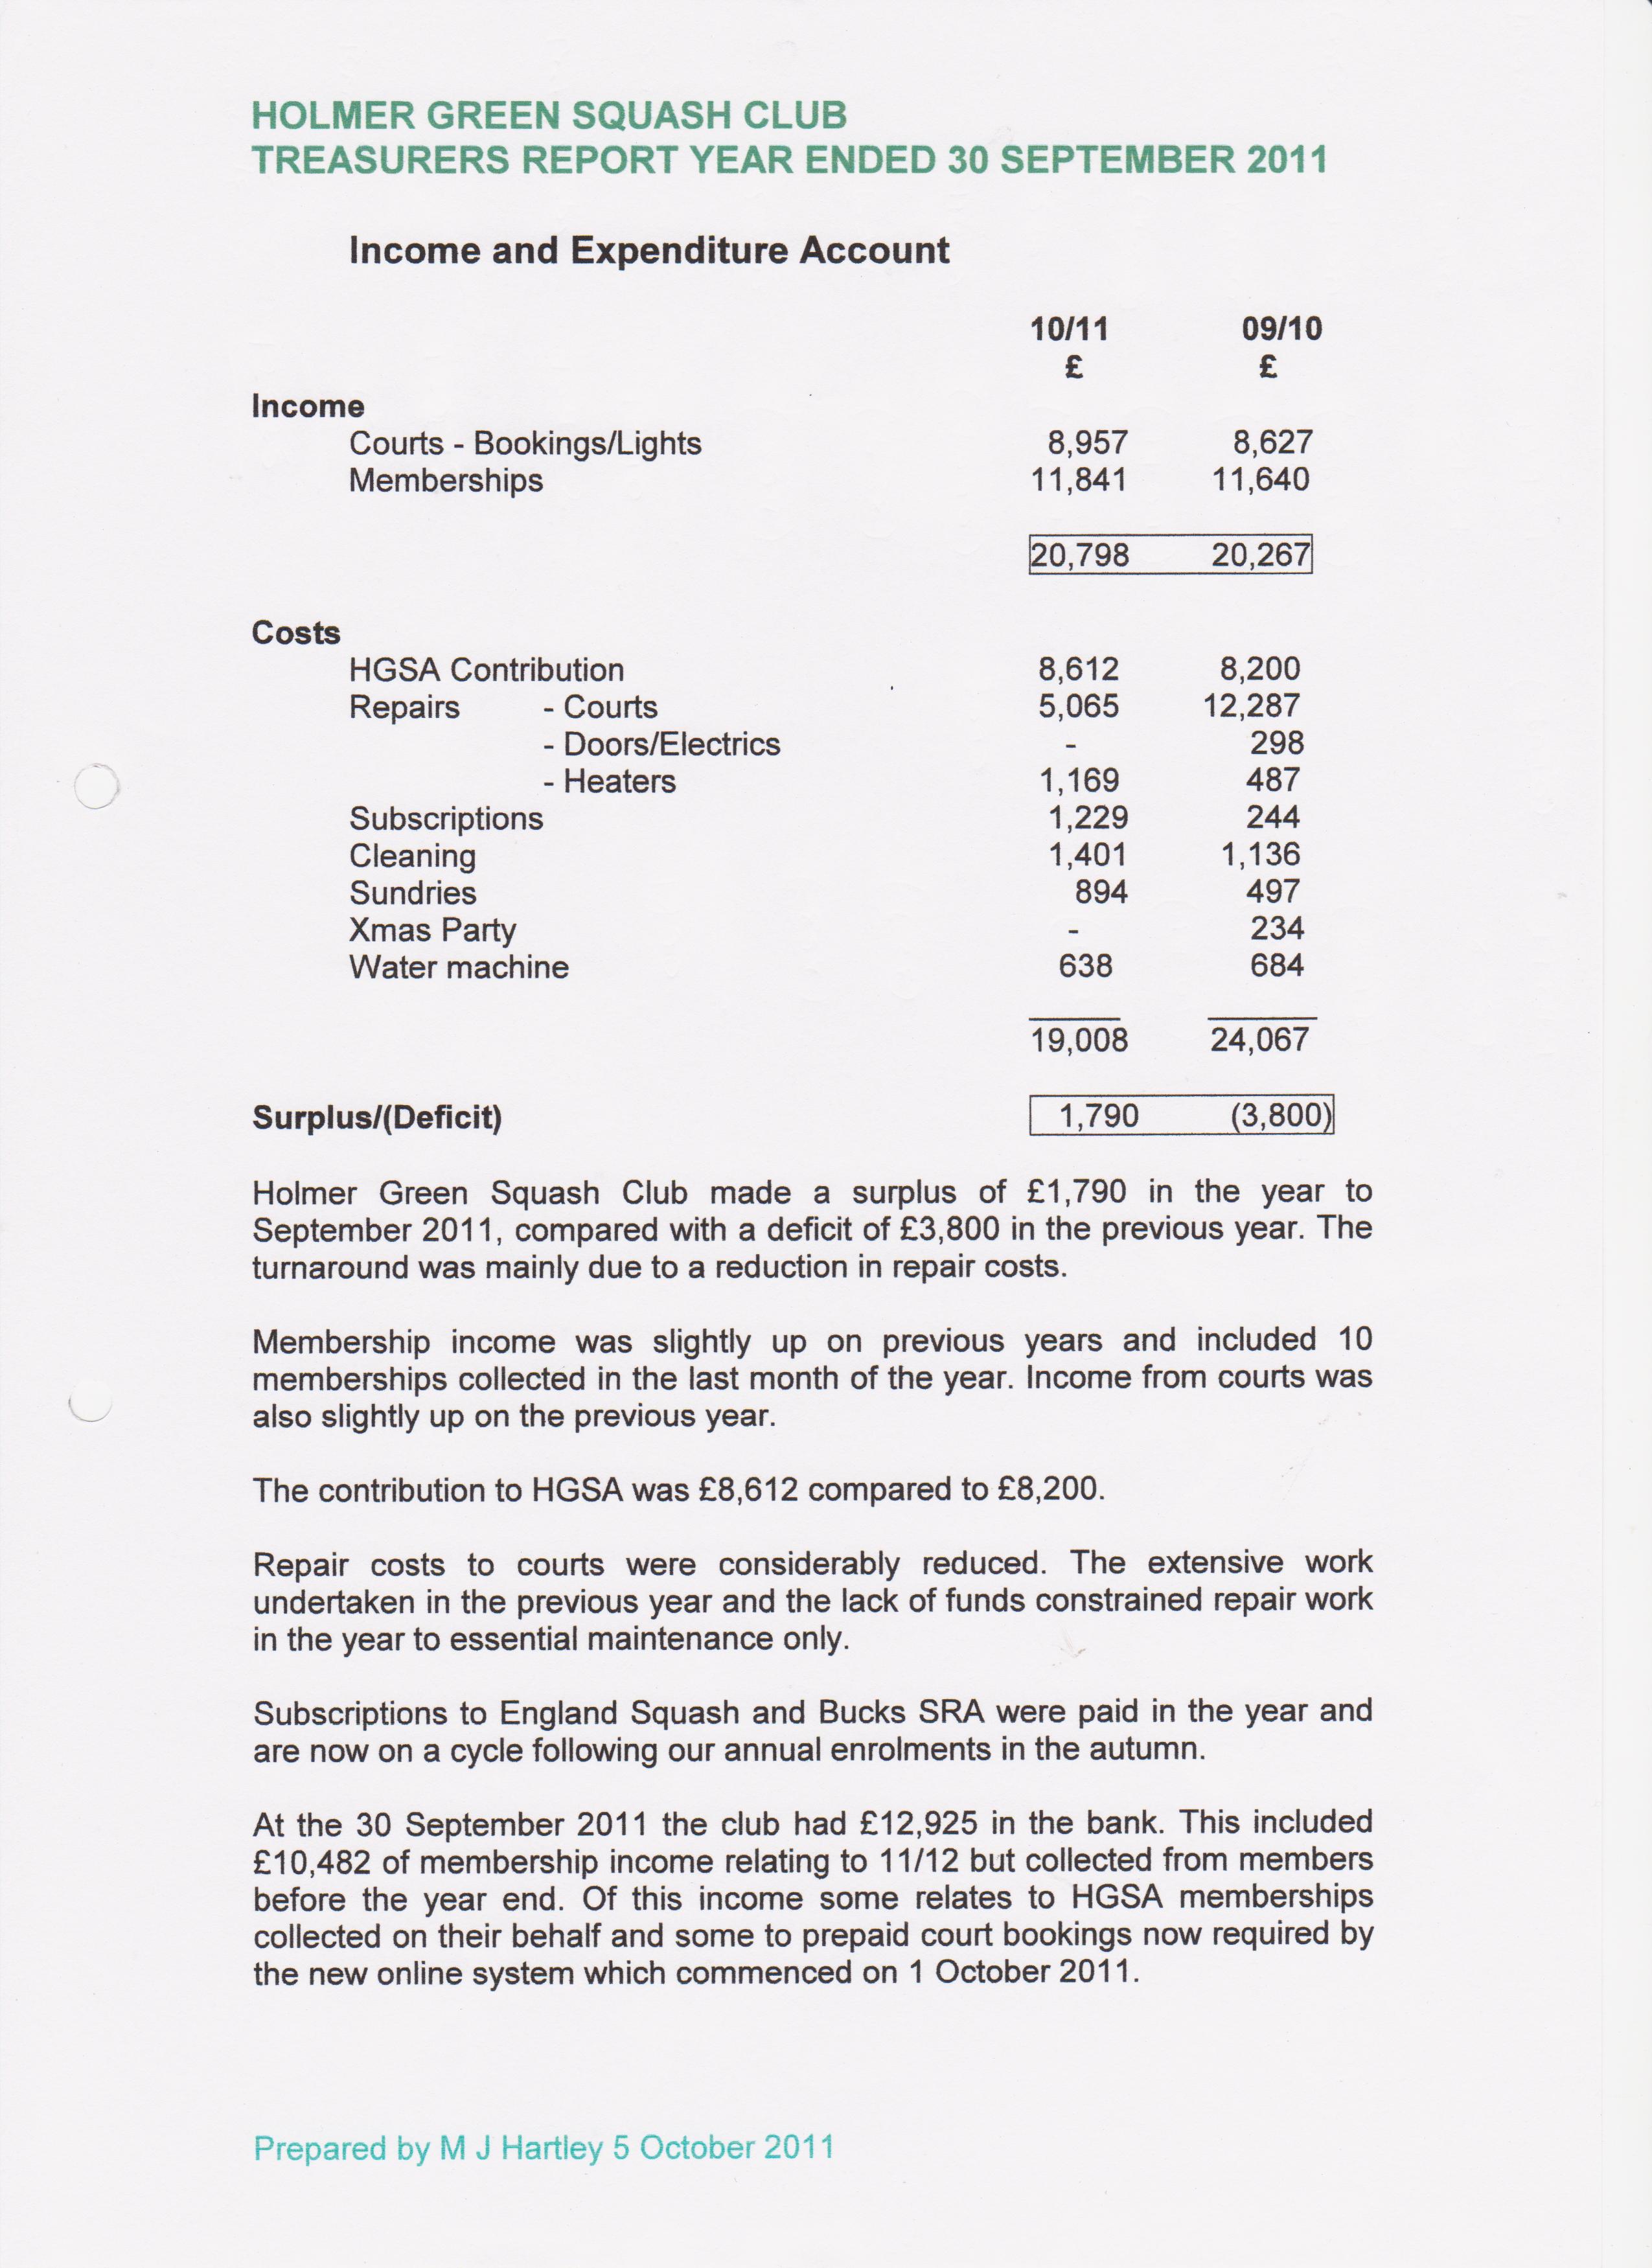 HOLMER GREEN SQUASH CLUB
TREASURERS REPORT YEAR ENDED 30 SEPTEMBER 2011
Income and Expenditure Account
10/11 09/10
£ £
Income
Courts - Bookings/Lights 8,957 8,627
Memberships 11,841 11,640
20,798 20,267
Costs
HGSA Contribution 8,612 8,200
Repairs - Courts 5,065 12,287
- Doors/Electrics - 298
- Heaters 1,169 487
Subscriptions 1,229 244
Cleaning 1,401 1,136
Sundries 894 497
Xmas Party - 234
Water machine 638 684
19,008 24,067
Surplus/(Deficit) 1,790 (3,800)
Holmer Green Squash Club made a surplus of £1,790 in the year to
September 2011, compared with a deficit of £3,800 in the previous year. The
turnaround was mainly due to a reduction in repair costs.
Membership income was slightly up on previous years and included 10
memberships collected in the last month of the year. Income from courts was
also slightly up on the previous year.
The contribution to HGSA was £8,612 compared to £8,200.
Repair costs to courts were considerably reduced. The extensive work
undertaken in the previous year and the lack of funds constrained repair work
in the year to essential maintenance only.
Subscriptions to England Squash and Bucks SRA were paid in the year and
are now on a cycle following our annual enrolments in the autumn.
At the 30 September 2011 the club had £12,925 in the bank. This included
£10,482 of membership income relating to 11/12 but collected from members
before the year end. Of this income some relates to HGSA memberships
collected on their behalf and some to prepaid court bookings now required by
the new online system which commenced on 1 October 2011.
Prepared by M J Hartley 5 October 2011